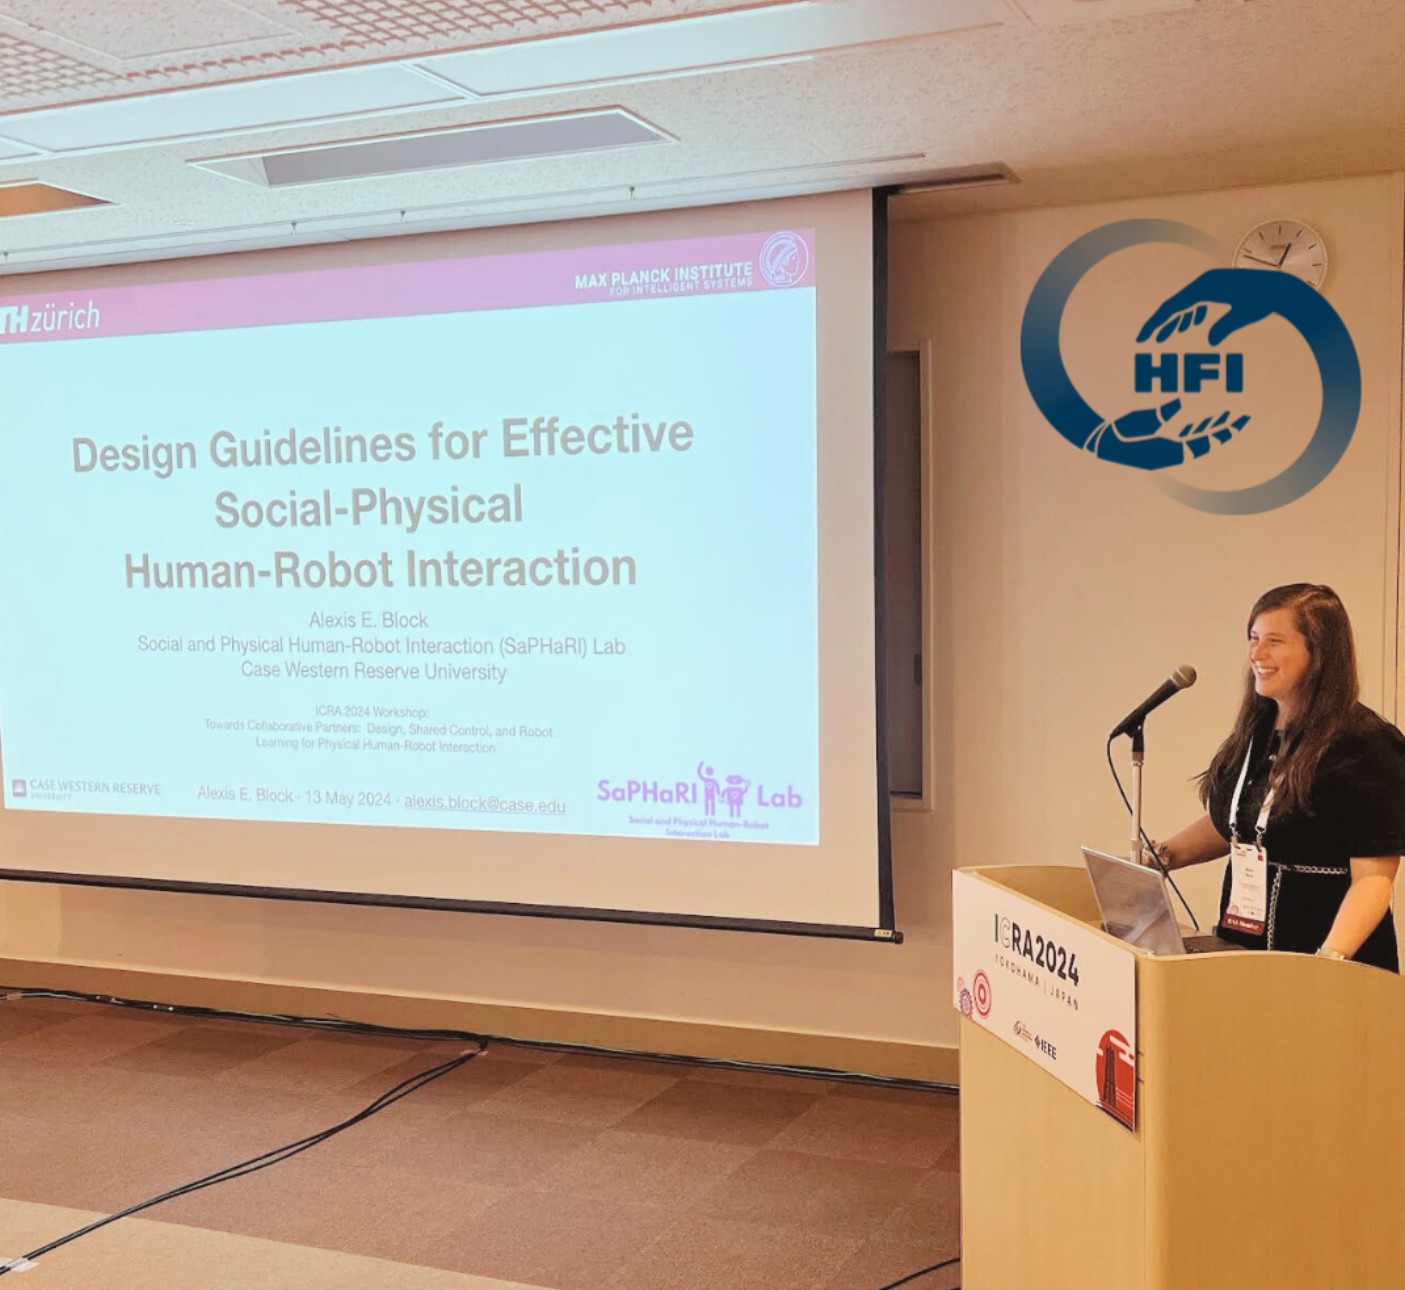 THzürich
MAX PLANCK INSTITUTE
FOR INTELLIGENT SYSTEMS
Design Guidelines for Effective
Social-Physical
Human-Robot Interaction
Alexis E. Block
Social and Physical Human-Robot Interaction (SaPHaRI) Lab
Case Western Reserve University
ICRA 2024 Workshop:
Towards Collaborative Partners: Design, Shared Control, and Robot
Learning for Physical Human-Robot Interaction
CASE WESTERN RESERVE
UNIVERSITY
Alexis E. Block · 13 May 2024 · alexis.block@case.edu
SaPHaRI Lab
Social and Physical Human-Robot
Interaction Lab
HFI
ICRA2024
YOKOHAMA | JAPAN
IEEE